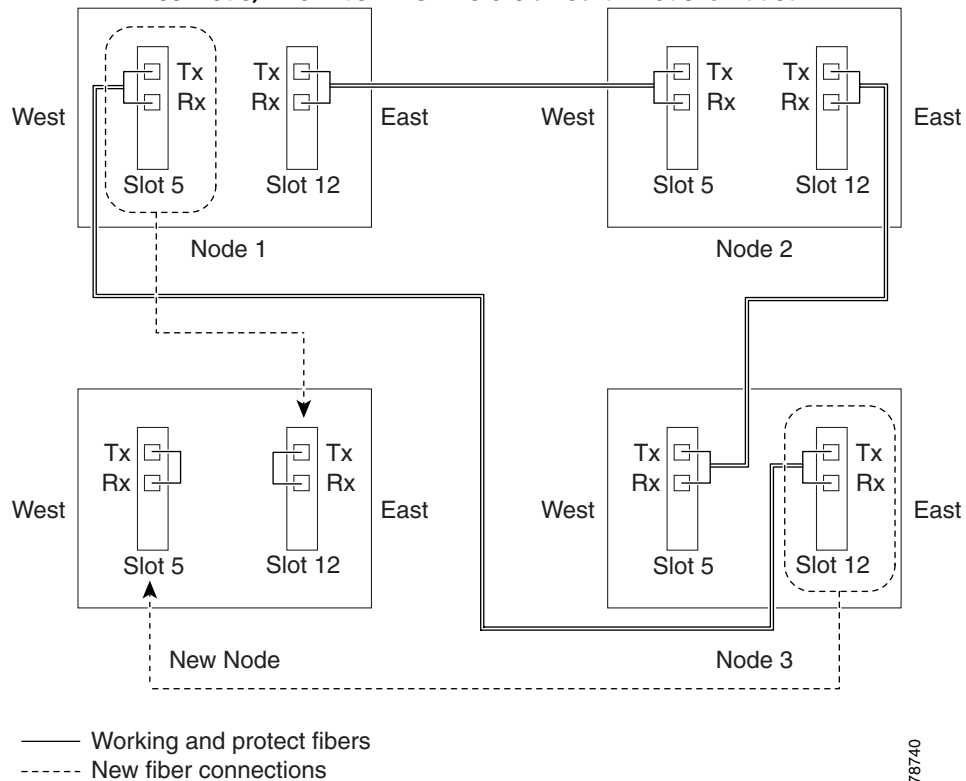 West
Tx
Rx
Slot 5
Tx
Rx
Slot 12
East
Node 1
West
Tx
Rx
Slot 5
Tx
Rx
Slot 12
East
Node 2
West
Tx
Rx
Slot 5
Tx
Rx
Slot 12
East
New Node
West
Tx
Rx
Slot 5
Tx
Rx
Slot 12
East
Node 3
Working and protect fibers
New fiber connections
78740